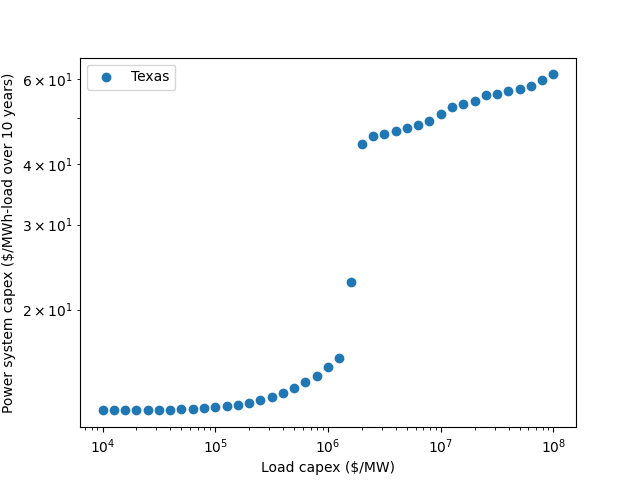 Texas
6 × 10¹
4 × 10¹
3 × 10¹
2 × 10¹
Power system capex ($/MWh-load over 10 years)
10⁴ 10⁵ 10⁶ 10⁷ 10⁸
Load capex ($/MW)